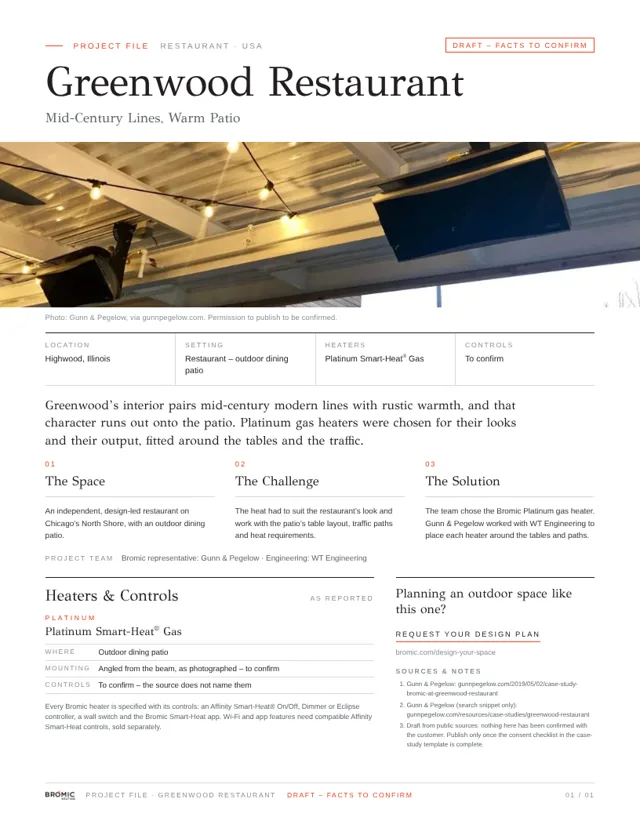 PROJECT FILE RESTAURANT · USA
DRAFT – FACTS TO CONFIRM
Greenwood Restaurant
Mid-Century Lines, Warm Patio
Photo: Gunn & Pegelow, via gunnpegelow.com. Permission to publish to be confirmed.
LOCATION
Highwood, Illinois
SETTING
Restaurant – outdoor dining
patio
HEATERS
Platinum Smart-Heat® Gas
CONTROLS
To confirm
Greenwood's interior pairs mid-century modern lines with rustic warmth, and that
character runs out onto the patio. Platinum gas heaters were chosen for their looks
and their output, fitted around the tables and the traffic.
01
The Space
An independent, design-led restaurant on
Chicago's North Shore, with an outdoor dining
patio.
02
The Challenge
The heat had to suit the restaurant's look and
work with the patio's table layout, traffic paths
and heat requirements.
03
The Solution
The team chose the Bromic Platinum gas heater.
Gunn & Pegelow worked with WT Engineering to
place each heater around the tables and paths.
PROJECT TEAM Bromic representative: Gunn & Pegelow · Engineering: WT Engineering
Heaters & Controls
AS REPORTED
PLATINUM
Platinum Smart-Heat® Gas
WHERE Outdoor dining patio
MOUNTING Angled from the beam, as photographed – to confirm
CONTROLS To confirm – the source does not name them
Every Bromic heater is specified with its controls: an Affinity Smart-Heat® On/Off, Dimmer or Eclipse
controller, a wall switch and the Bromic Smart-Heat app. Wi-Fi and app features need compatible Affinity
Smart-Heat controls, sold separately.
Planning an outdoor space like
this one?
REQUEST YOUR DESIGN PLAN
bromic.com/design-your-space
SOURCES & NOTES
1. Gunn & Pegelow: gunnpegelow.com/2019/05/02/case-study-
bromic-at-greenwood-restaurant
2. Gunn & Pegelow (search snippet only):
gunnpegelow.com/resources/case-studies/greenwood-restaurant
3. Draft from public sources: nothing here has been confirmed with
the customer. Publish only once the consent checklist in the case-
study template is complete.
BROMIC
PROJECT FILE · GREENWOOD RESTAURANT DRAFT – FACTS TO CONFIRM
01 / 01